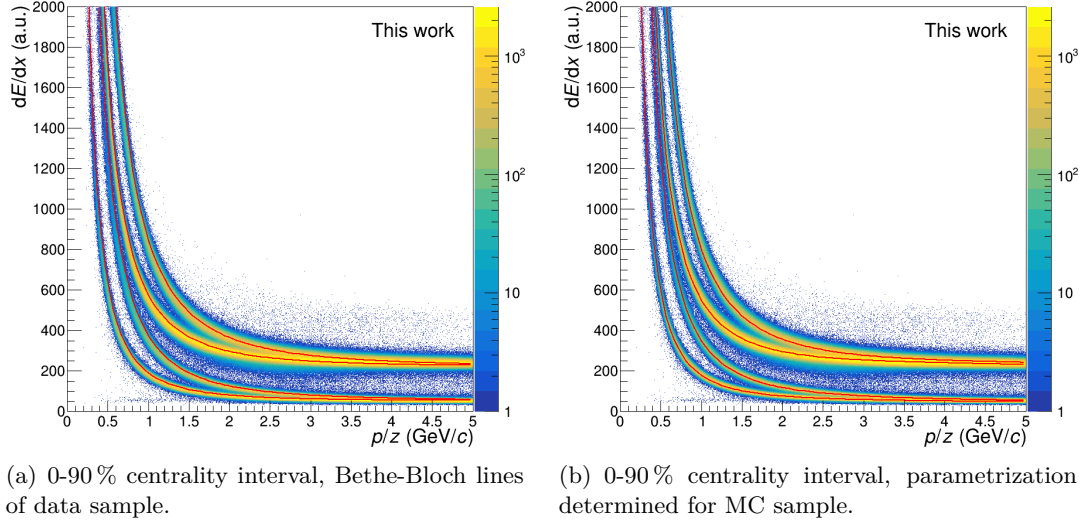 dE/dx (a.u.)
This work
2000
1800
1600
1400
1200
1000
800
600
400
200
0
0 0.5 1 1.5 2 2.5 3 3.5 4 4.5 5
p/z (GeV/c)
10³
10²
10
1
dE/dx (a.u.)
This work
2000
1800
1600
1400
1200
1000
800
600
400
200
0
0 0.5 1 1.5 2 2.5 3 3.5 4 4.5 5
p/z (GeV/c)
10³
10²
10
1
(a) 0-90 % centrality interval, Bethe-Bloch lines
of data sample.
(b) 0-90 % centrality interval, parametrization
determined for MC sample.